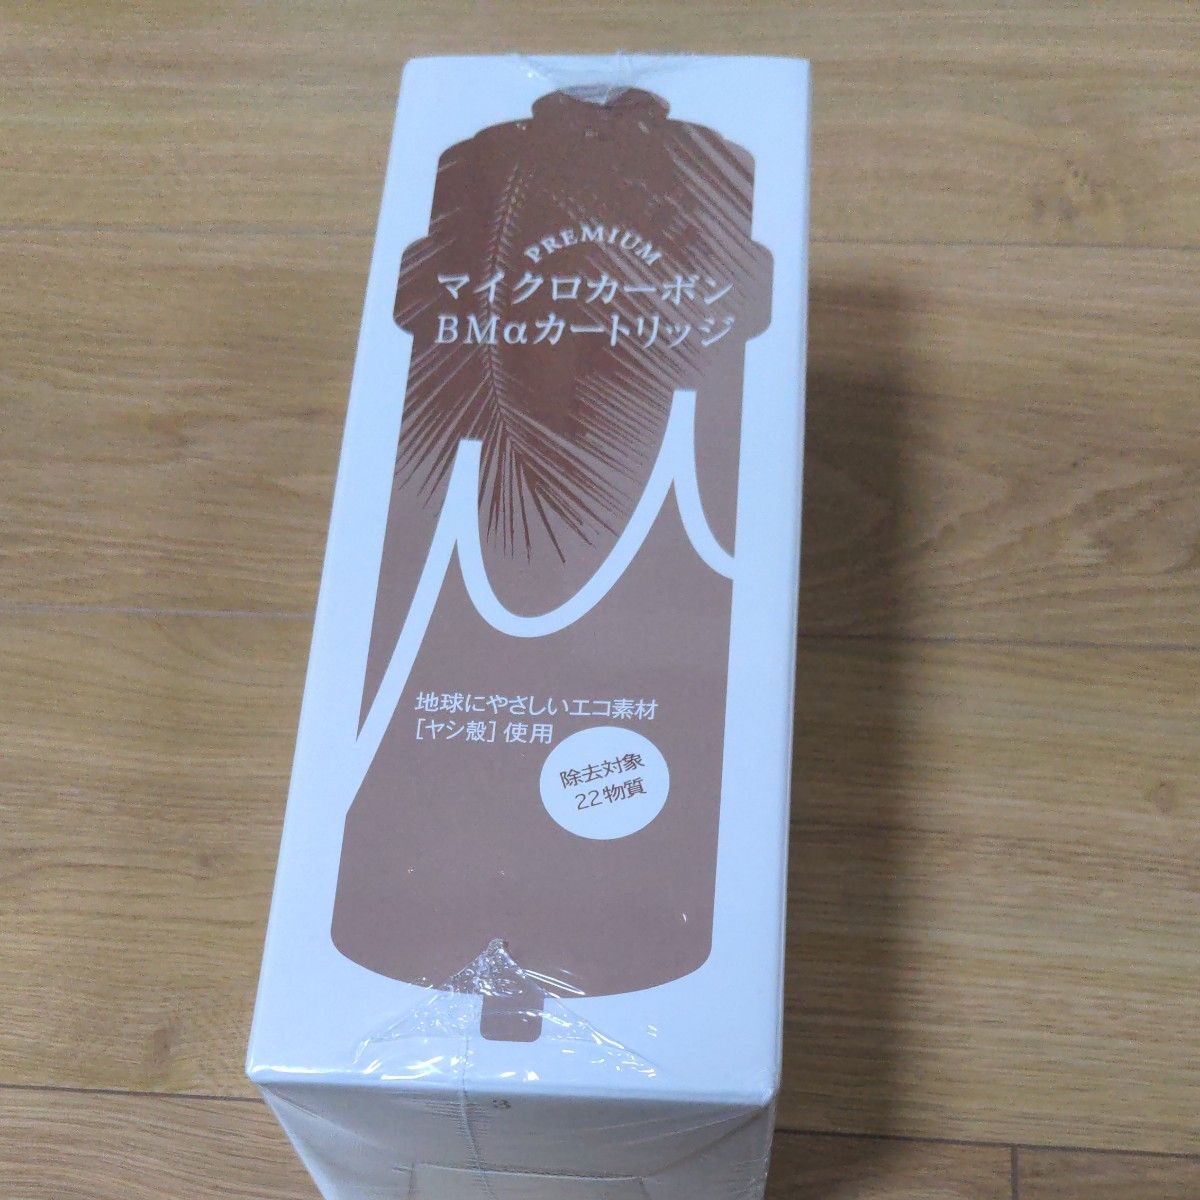 PREMIUM
マイクロカーボン
BMαカートリッジ
μ
地球にやさしいエコ素材
[ヤシ殻] 使用
除去対象
22物質
3